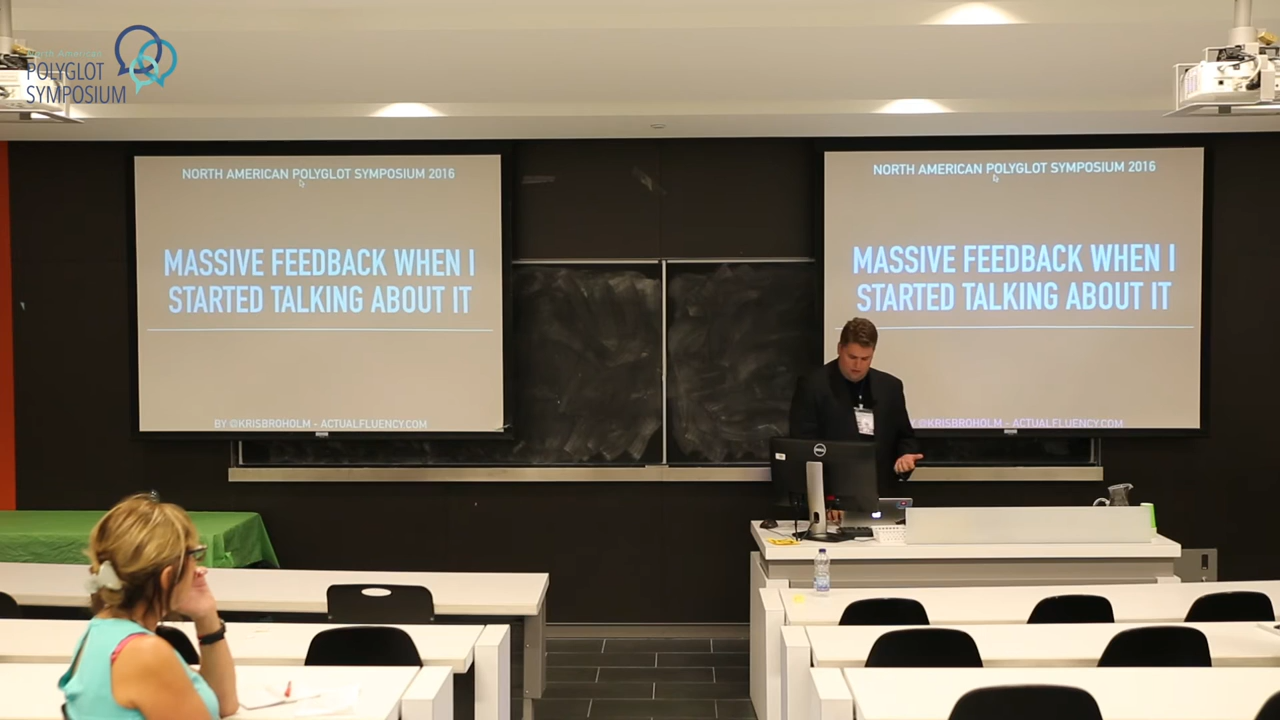 North American
POLYGLOT
SYMPOSIUM
NORTH AMERICAN POLYGLOT SYMPOSIUM 2016
MASSIVE FEEDBACK WHEN I
STARTED TALKING ABOUT IT
BY @KRISBROHOLM - ACTUALFLUENCY.COM
NORTH AMERICAN POLYGLOT SYMPOSIUM 2016
MASSIVE FEEDBACK WHEN I
STARTED TALKING ABOUT IT
@KRISBROHOLM - ACTUALFLUENCY.COM
DELL